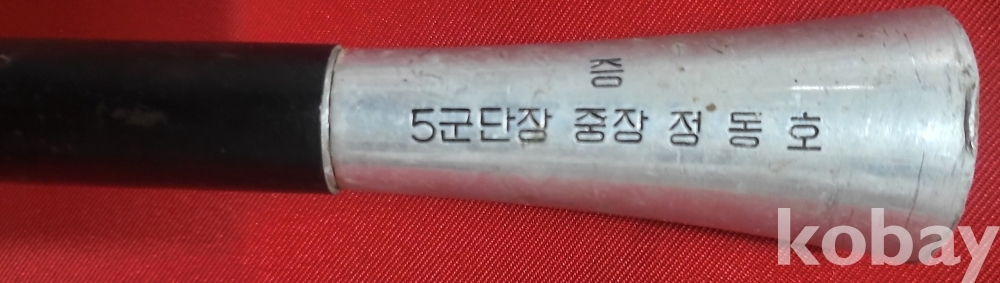 증
5군단장 중장 정동호
kobay